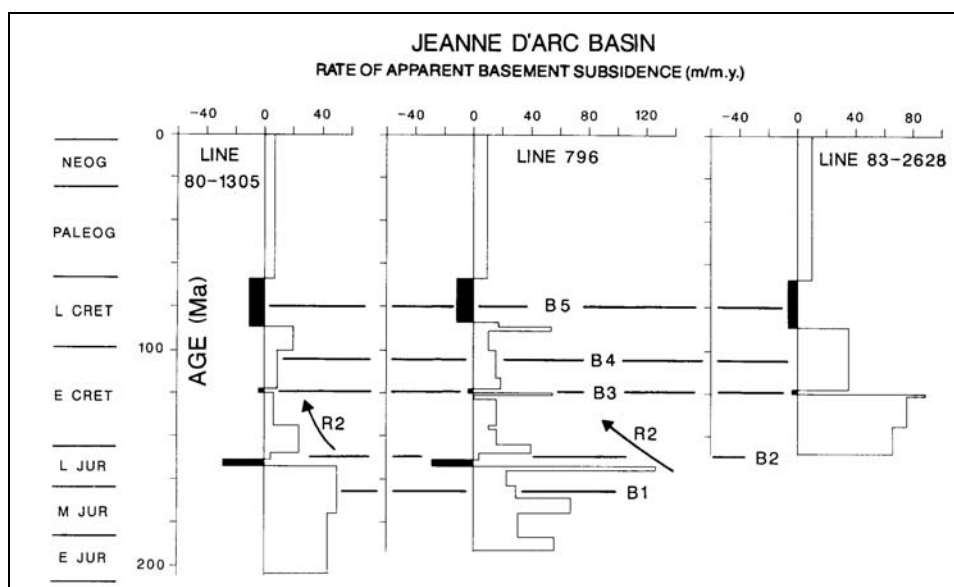 JEANNE D'ARC BASIN
RATE OF APPARENT BASEMENT SUBSIDENCE (m/m.y.)
-40 0 40 -40 0 40 80 120 -40 0 40 80
0
LINE
80-1305
LINE 796
LINE 83-2628
NEOG
PALEOG
AGE (Ma)
L CRET
B5
100
B4
E CRET
B3
R2
R2
L JUR
B2
B1
M JUR
E JUR
200